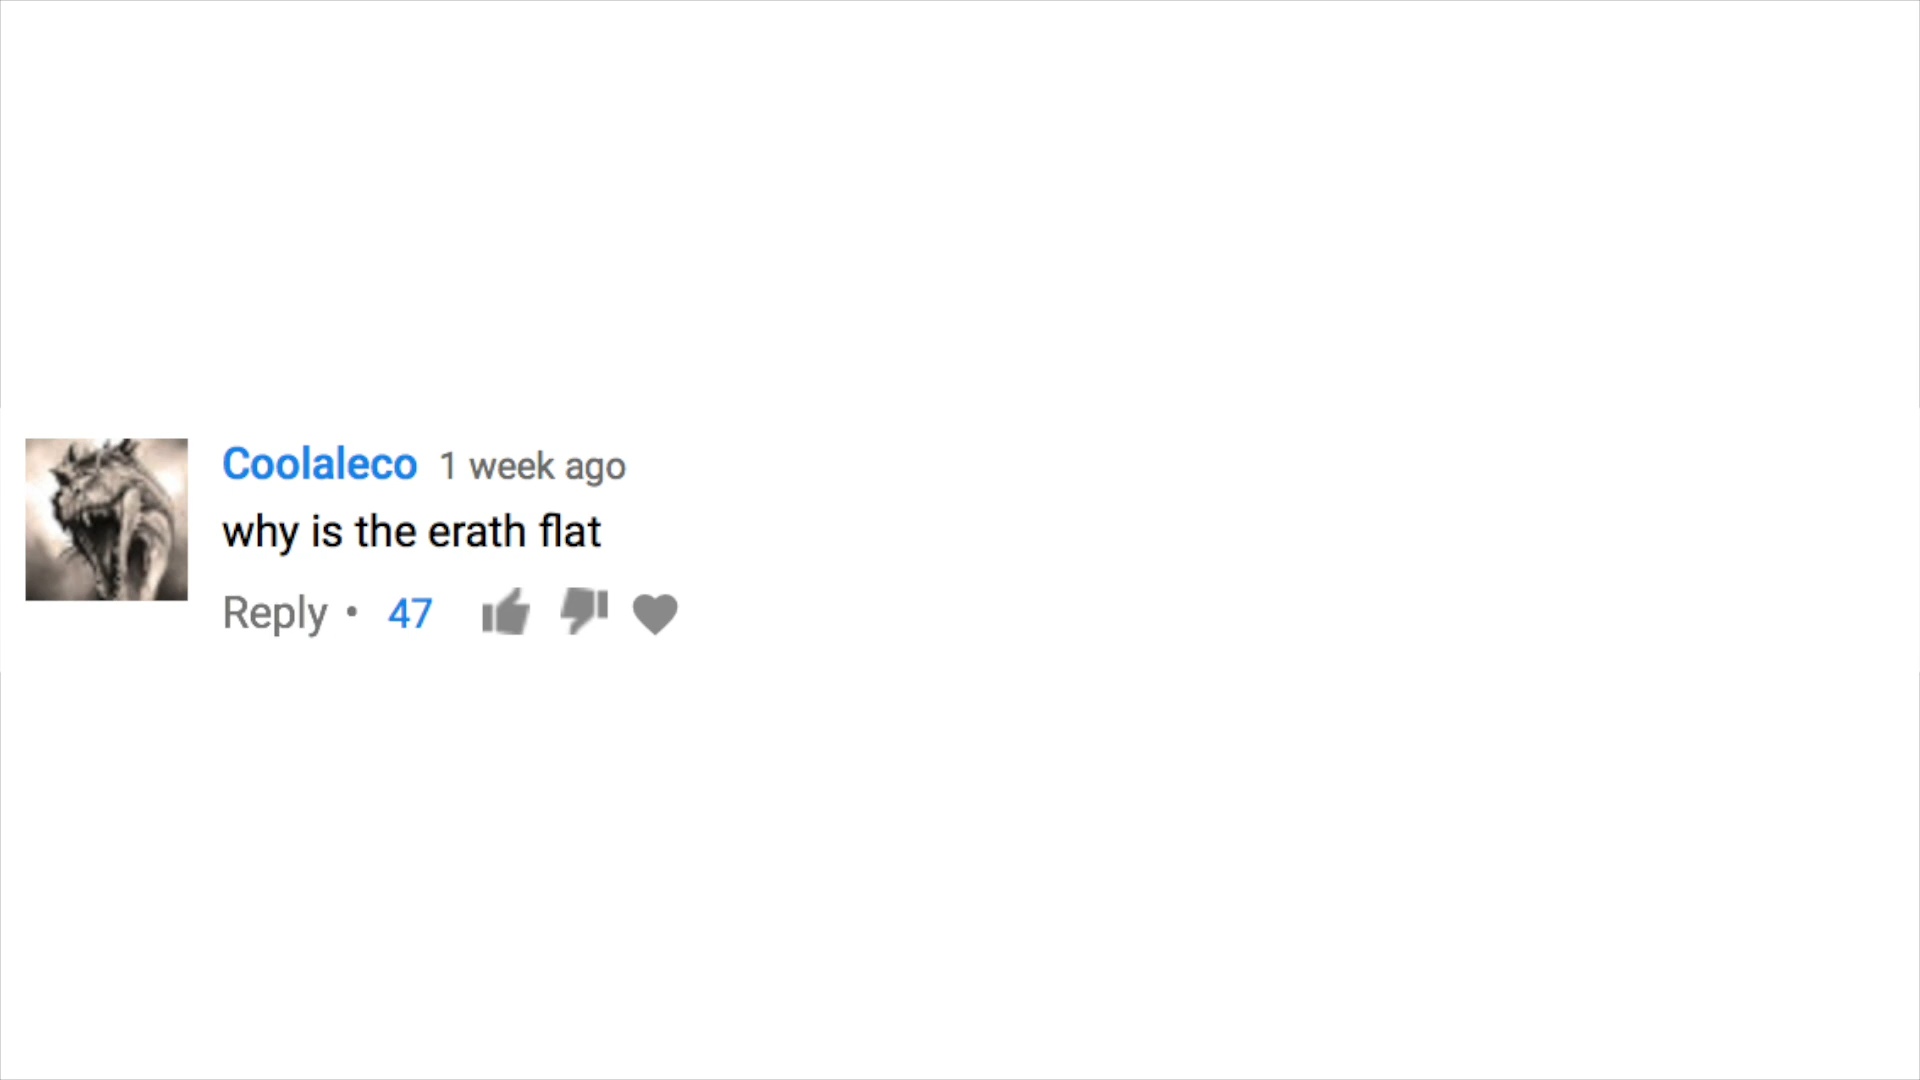 Coolaleco 1 week ago
why is the erath flat
Reply • 47